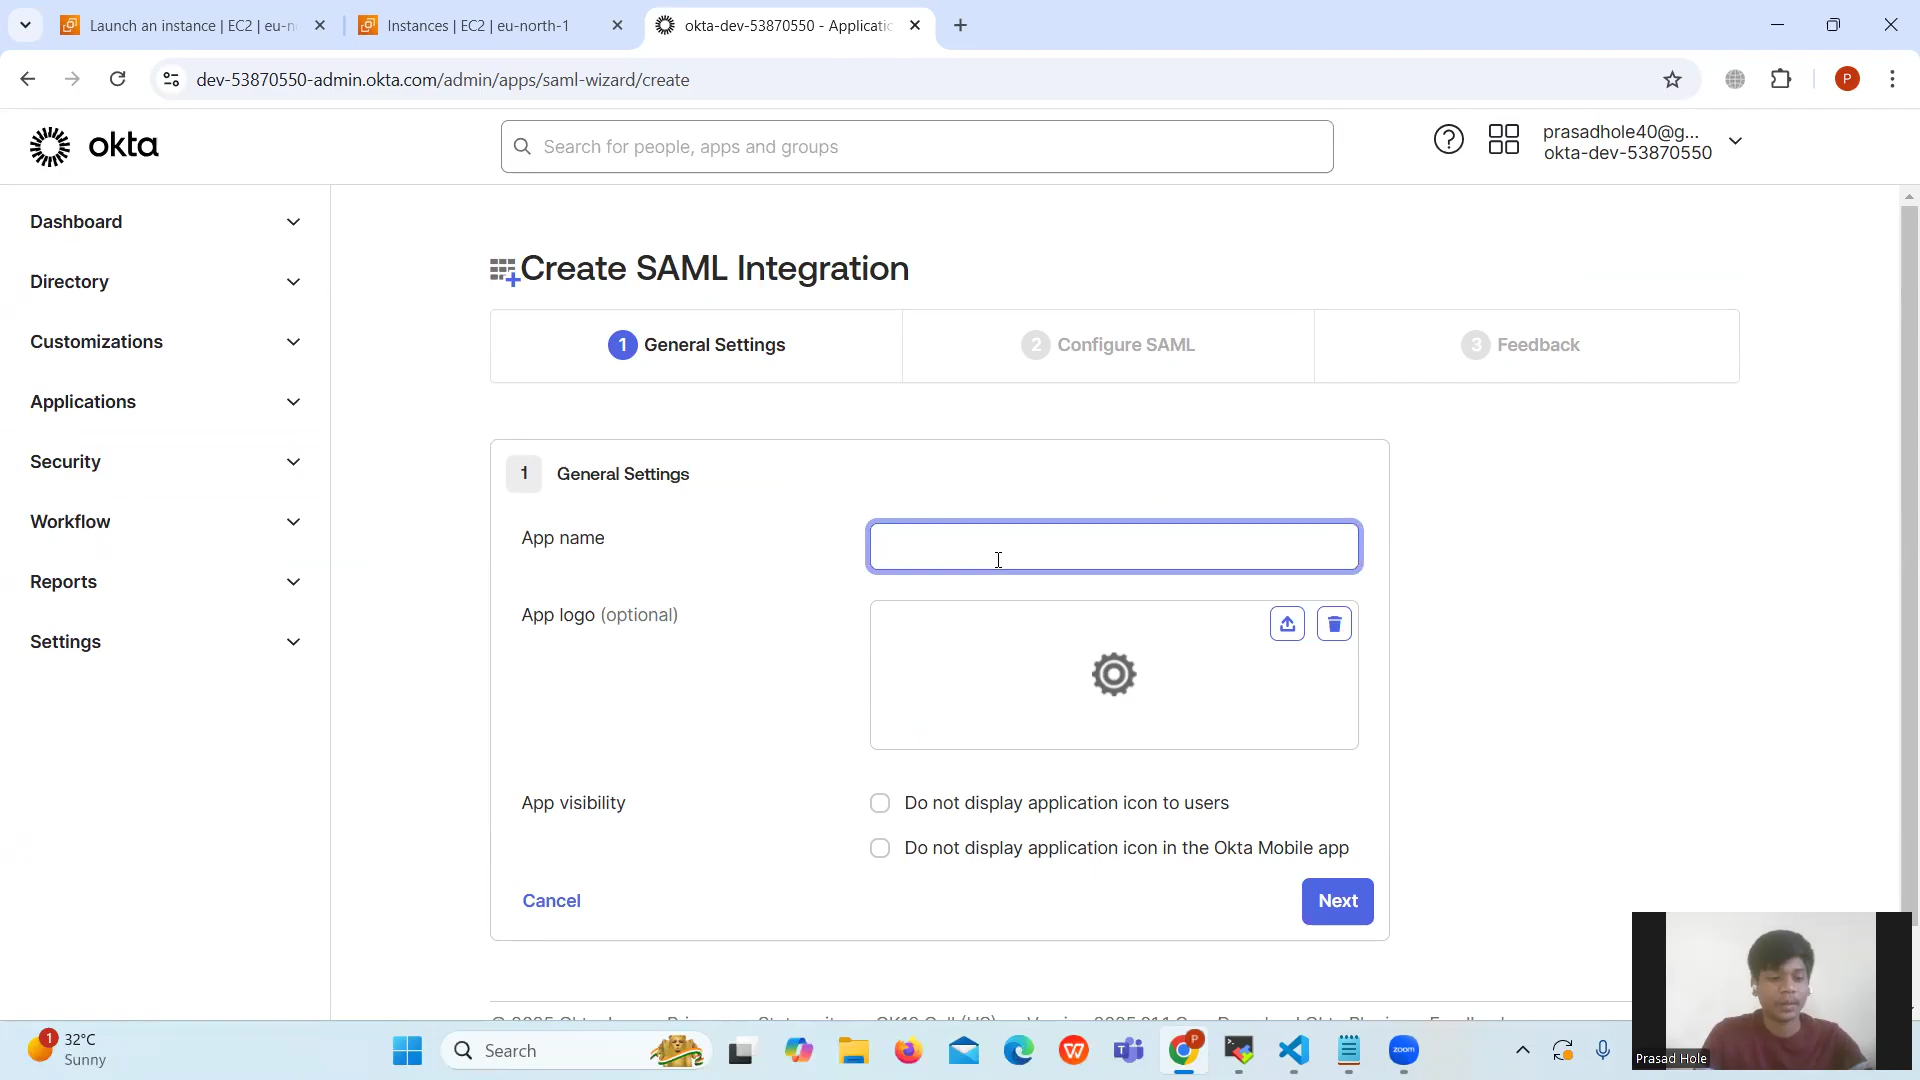 Launch an instance | EC2 | eu-n
Instances | EC2 | eu-north-1
okta-dev-53870550 - Applicatic
dev-53870550-admin.okta.com/admin/apps/saml-wizard/create
P
okta
Search for people, apps and groups
prasadhole40@g...
okta-dev-53870550
Dashboard
Directory
Customizations
Applications
Security
Workflow
Reports
Settings
Create SAML Integration
1 General Settings
2 Configure SAML
3 Feedback
1 General Settings
App name
App logo (optional)
App visibility
Do not display application icon to users
Do not display application icon in the Okta Mobile app
Cancel
Next
Prasad Hole
1
32°C
Sunny
Search
P
zoom